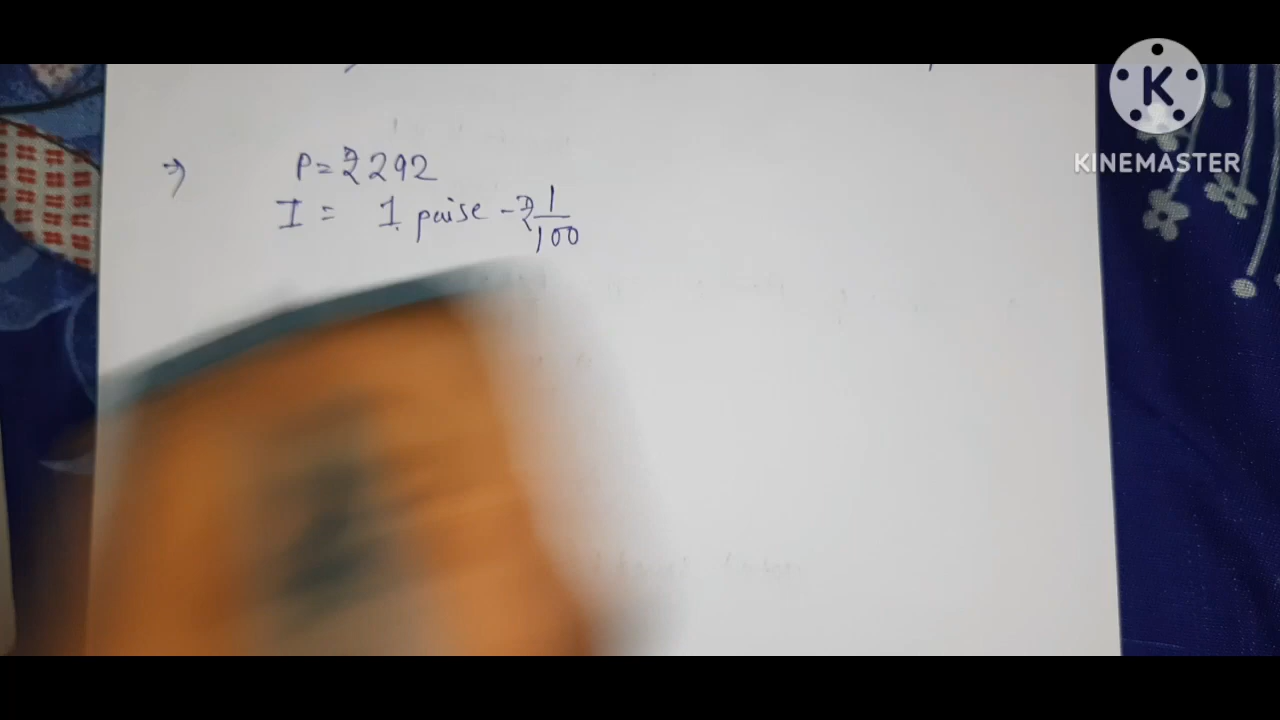 → P = ₹ 292
I = 1 paise - ₹ 1/100
KINEMASTER